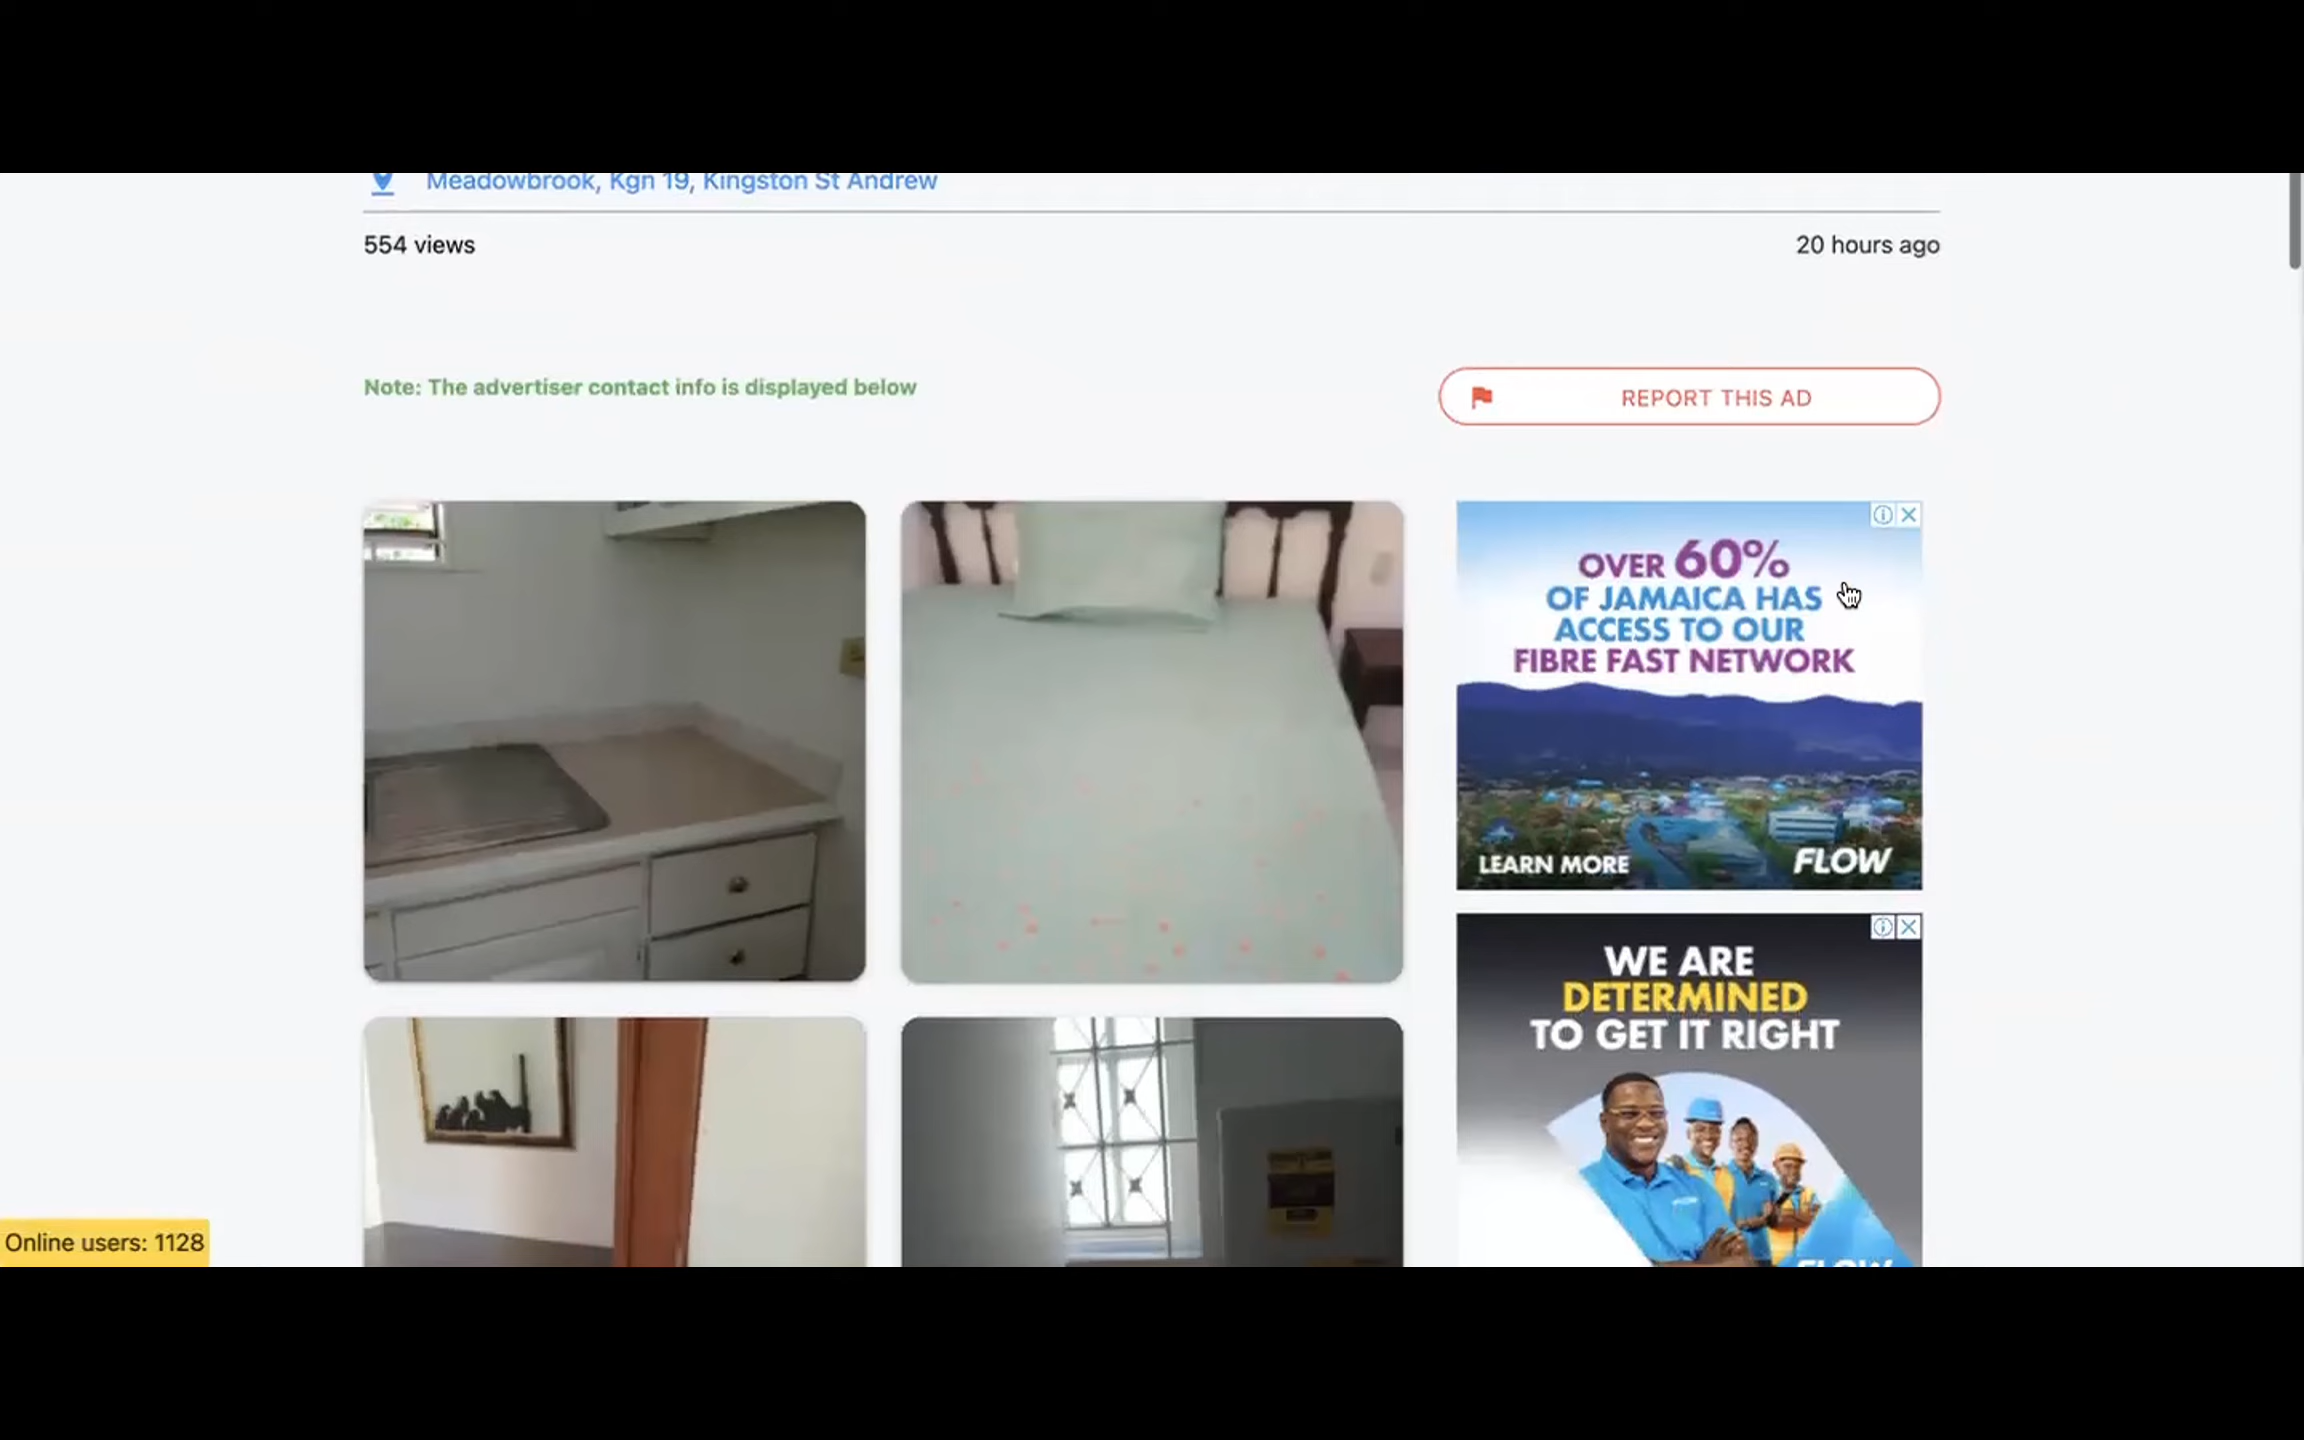 Meadowbrook, Kgn 19, Kingston St Andrew
554 views
20 hours ago
Note: The advertiser contact info is displayed below
REPORT THIS AD
OVER 60%
OF JAMAICA HAS
ACCESS TO OUR
FIBRE FAST NETWORK
LEARN MORE
FLOW
WE ARE
DETERMINED
TO GET IT RIGHT
FLOW
Online users: 1128